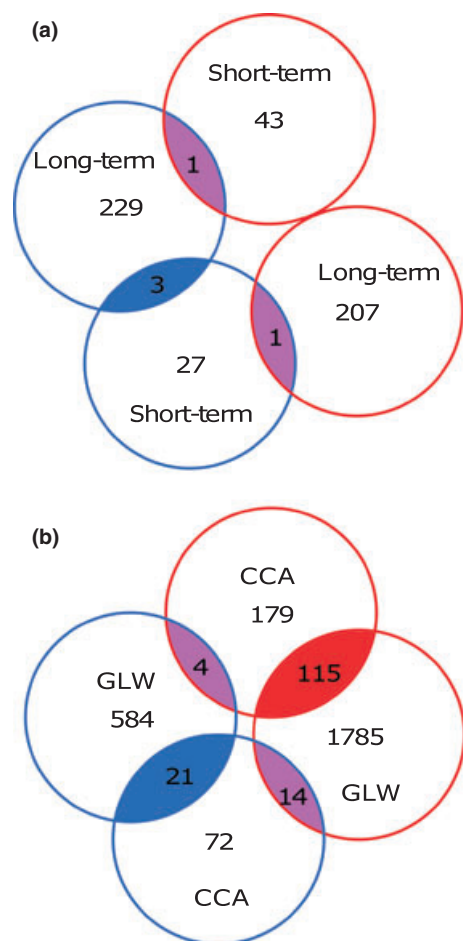 (a)
Short-term
43
Long-term
1
229
Long-term
3
207
1
27
Short-term
(b)
CCA
179
4
115
GLW
584
1785
21
GLW
14
72
CCA